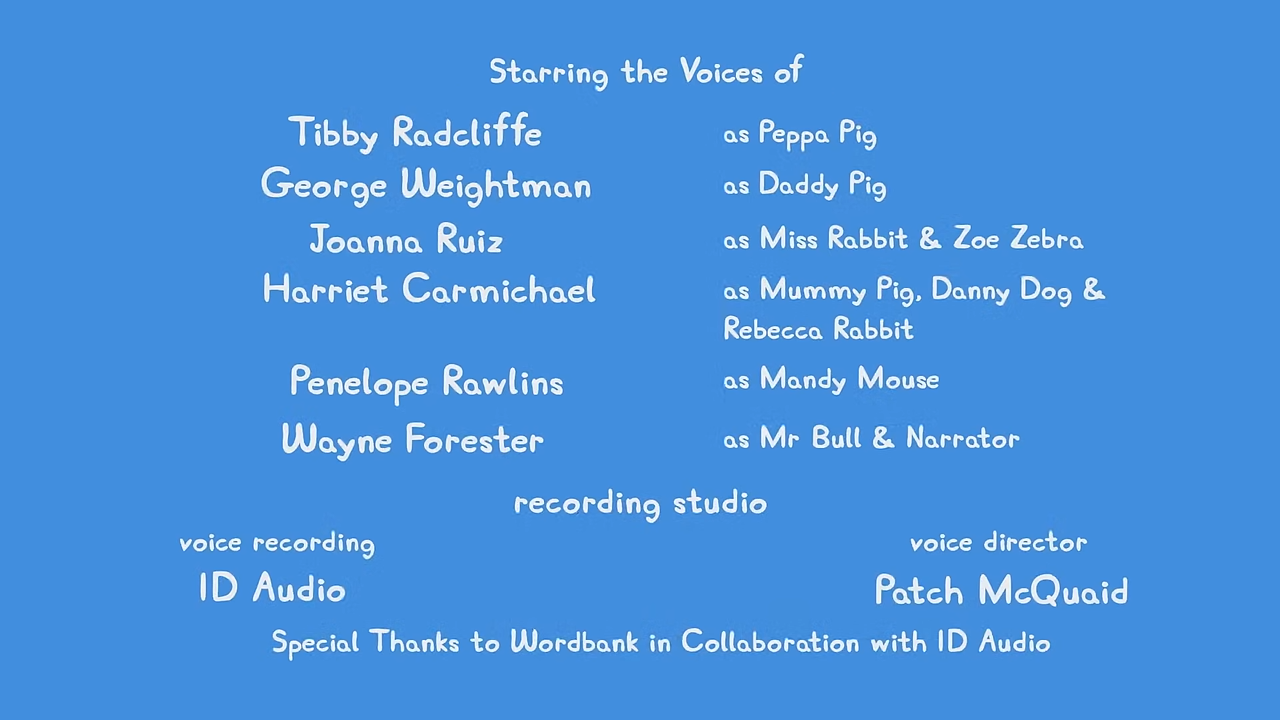 Starring the Voices of
Tibby Radcliffe as Peppa Pig
George Weightman as Daddy Pig
Joanna Ruiz as Miss Rabbit & Zoe Zebra
Harriet Carmichael as Mummy Pig, Danny Dog &
Rebecca Rabbit
Penelope Rawlins as Mandy Mouse
Wayne Forester as Mr Bull & Narrator
recording studio
voice recording voice director
ID Audio Patch McQuaid
Special Thanks to Wordbank in Collaboration with ID Audio